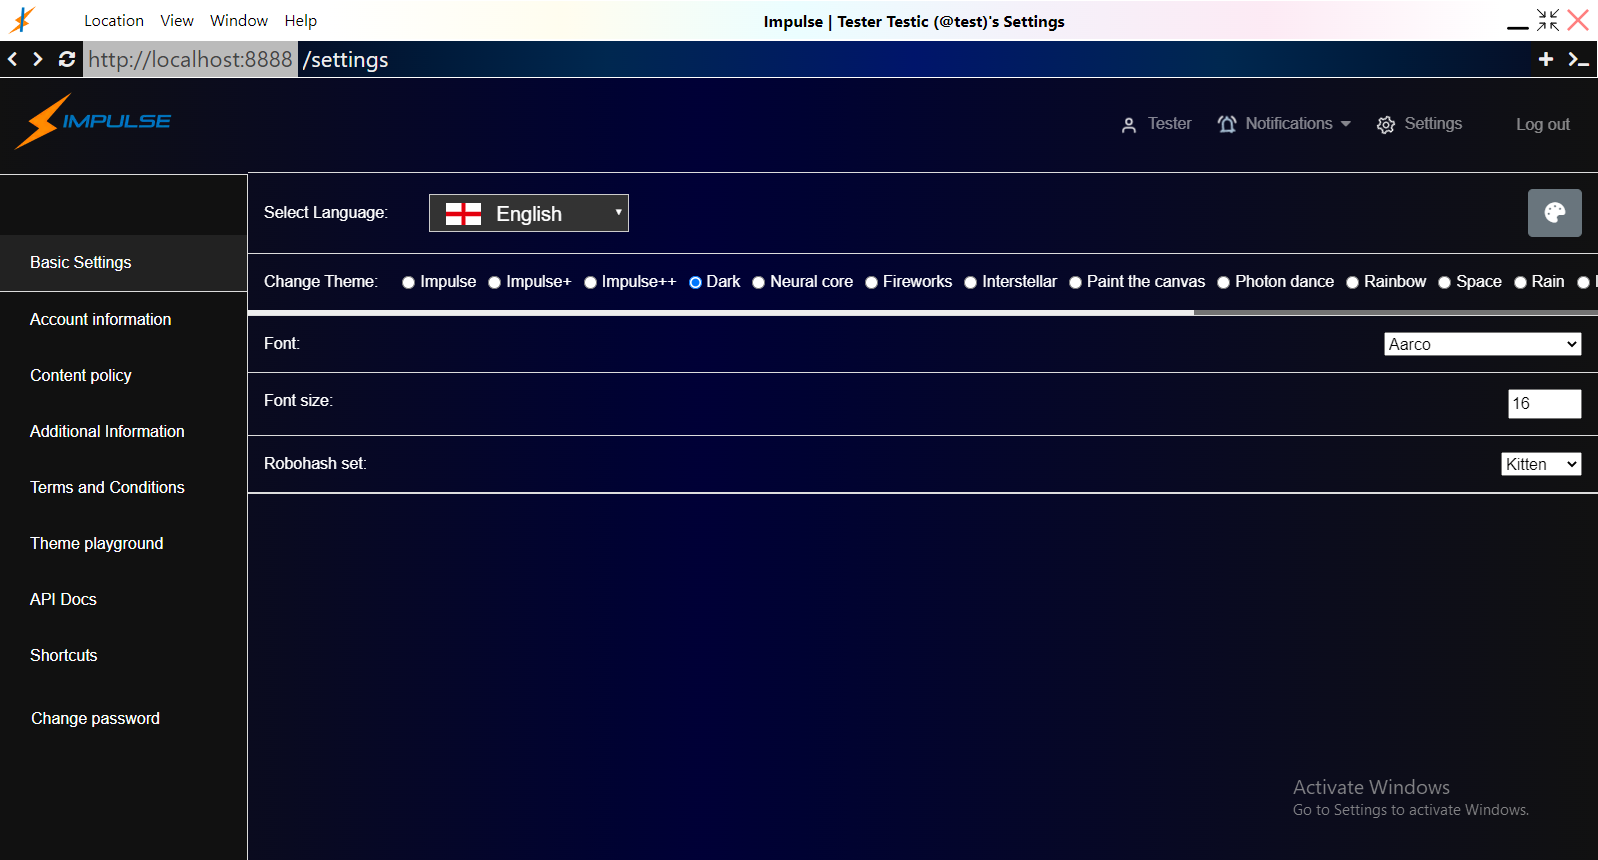 Location View Window Help Impulse | Tester Testic (@test)'s Settings
http://localhost:8888 /settings
IMPULSE Tester Notifications Settings Log out
Select Language: English
Basic Settings
Change Theme: Impulse Impulse+ Impulse++ Dark Neural core Fireworks Interstellar Paint the canvas Photon dance Rainbow Space Rain
Account information
Font: Aarco
Content policy
Font size: 16
Additional Information
Robohash set: Kitten
Terms and Conditions
Theme playground
API Docs
Shortcuts
Change password
Activate Windows
Go to Settings to activate Windows.